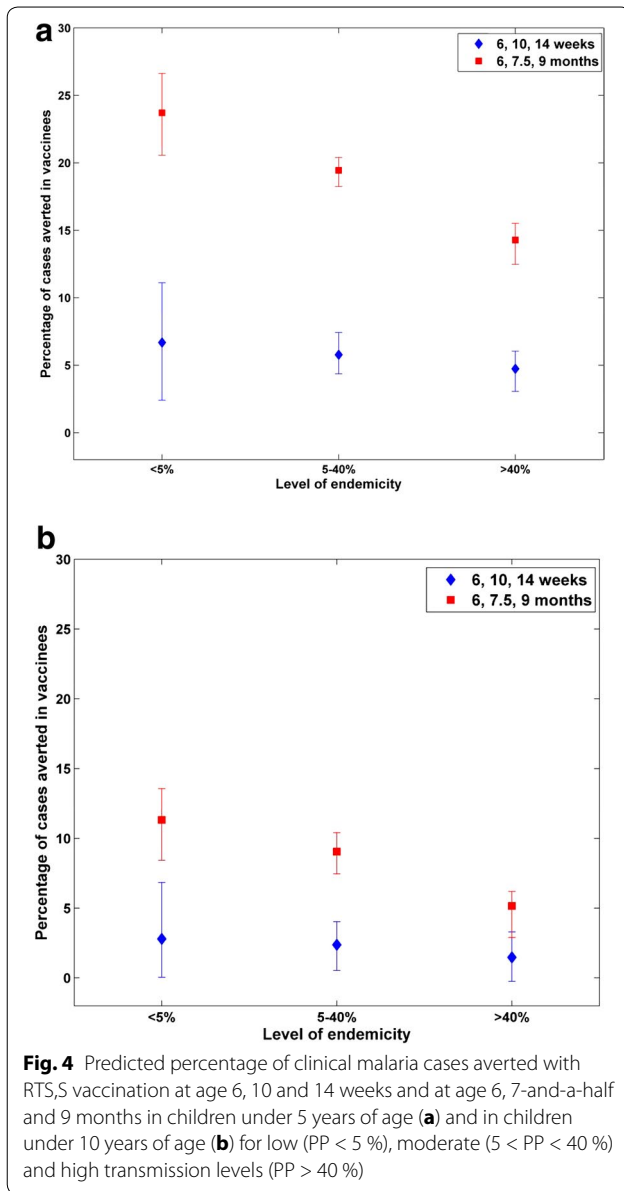 a
30
25
20
15
10
5
0
Percentage of cases averted in vaccinees
6, 10, 14 weeks
6, 7.5, 9 months
<5%
5-40%
>40%
Level of endemicity
b
30
25
20
15
10
5
0
Percentage of cases averted in vaccinees
6, 10, 14 weeks
6, 7.5, 9 months
<5%
5-40%
>40%
Level of endemicity
Fig. 4 Predicted percentage of clinical malaria cases averted with
RTS,S vaccination at age 6, 10 and 14 weeks and at age 6, 7-and-a-half
and 9 months in children under 5 years of age (a) and in children
under 10 years of age (b) for low (PP < 5 %), moderate (5 < PP < 40 %)
and high transmission levels (PP > 40 %)